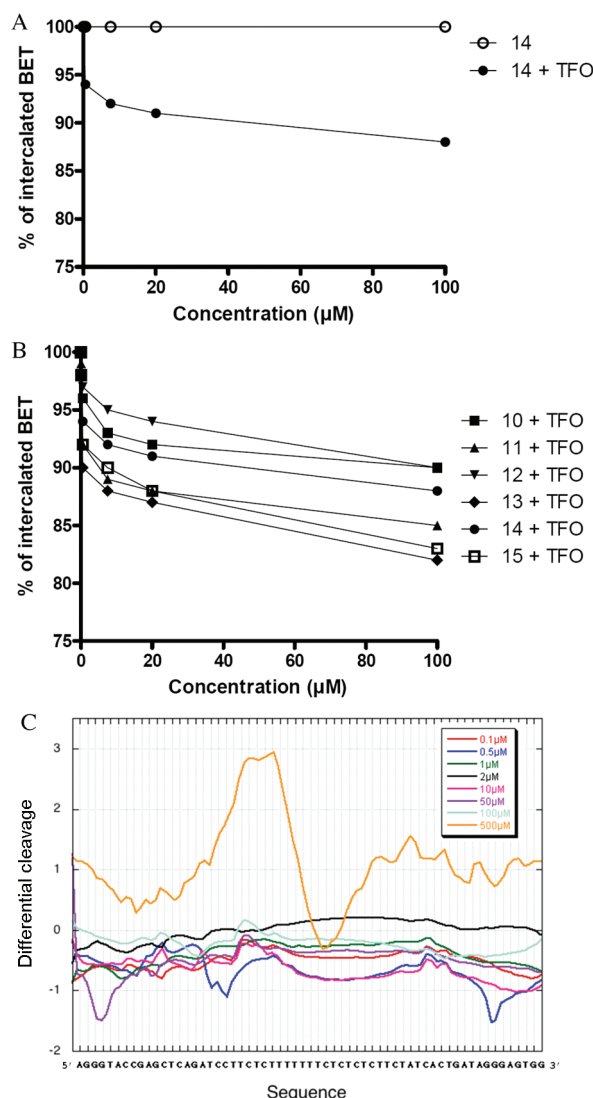 A
% of intercalated BET
100
95
90
85
80
75
0 20 40 60 80 100
Concentration (µM)
14
14 + TFO
B
% of intercalated BET
100
95
90
85
80
75
0 20 40 60 80 100
Concentration (µM)
10 + TFO
11 + TFO
12 + TFO
13 + TFO
14 + TFO
15 + TFO
C
Differential cleavage
3
2
1
0
-1
-2
0.1µM
0.5µM
1µM
2µM
10µM
50µM
100µM
500µM
5′ AGGGTACCGAGCTCAGATCCTTCTCTTTTTTTTCTCTCTCTTCTATCACTGATAGGGAGTGG 3′
Sequence